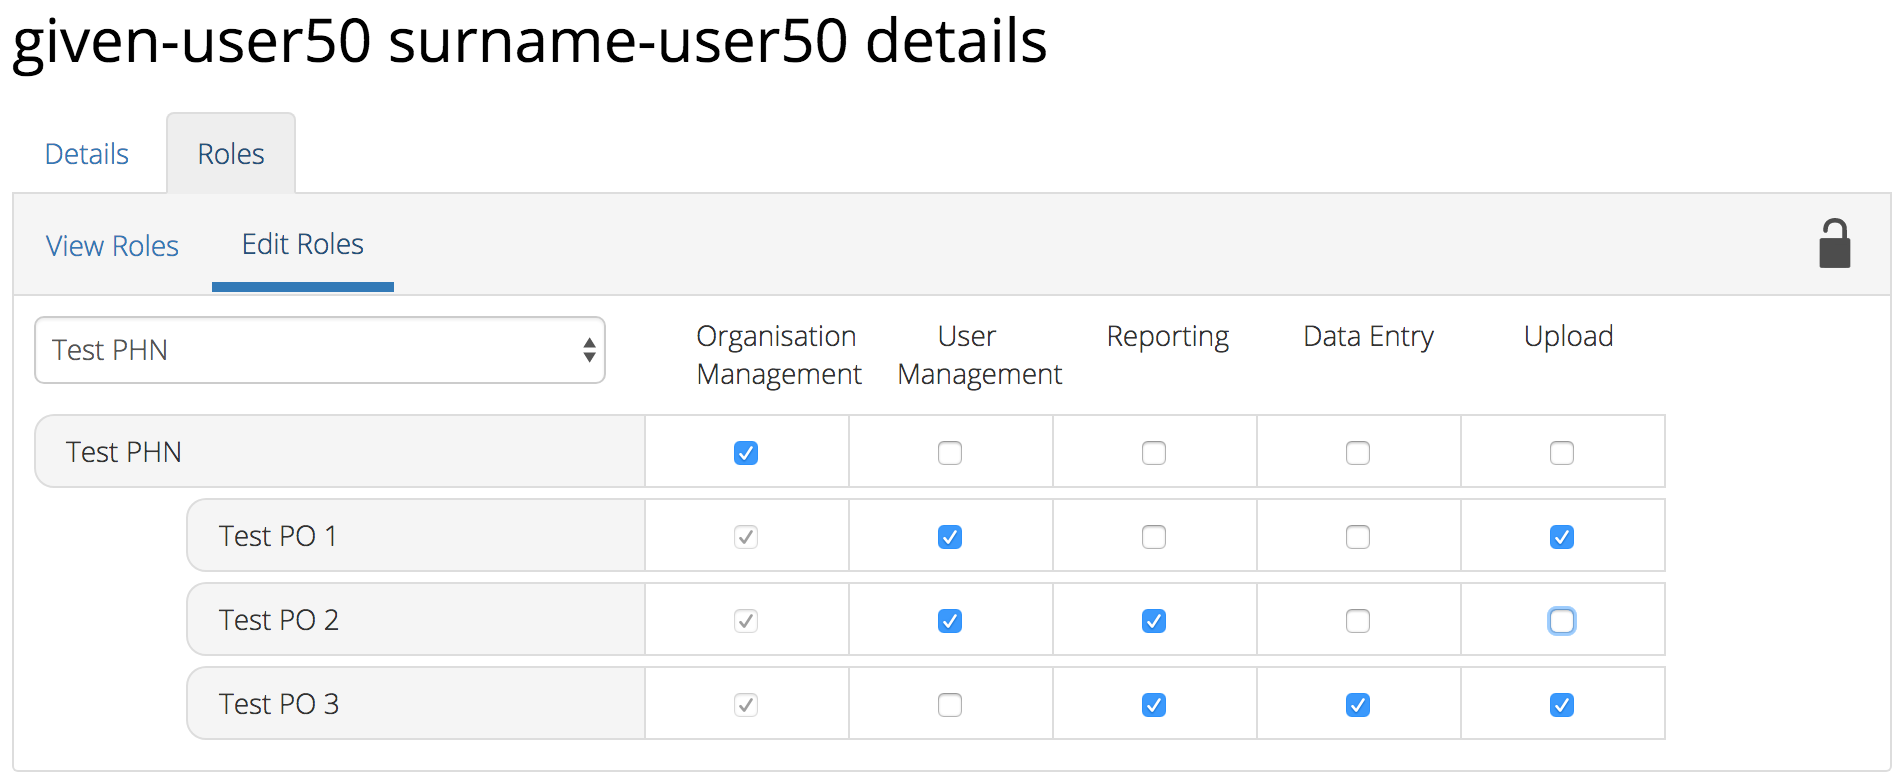 given-user50 surname-user50 details
Details
Roles
View Roles
Edit Roles
Test PHN
Organisation
Management
User
Management
Reporting
Data Entry
Upload
Test PHN
Test PO 1
Test PO 2
Test PO 3